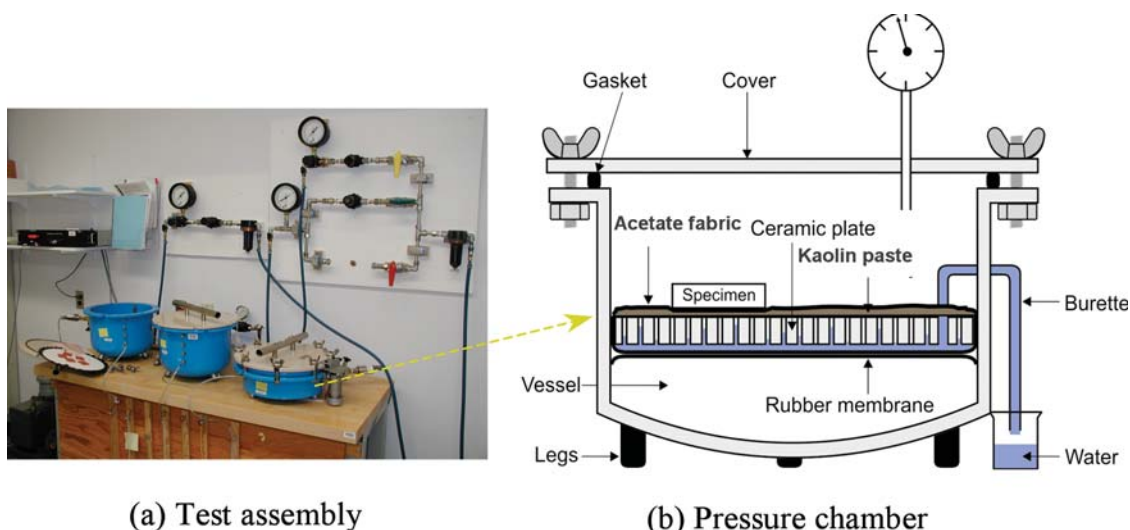 Gasket
Cover
Acetate fabric
Ceramic plate
Kaolin paste
Specimen
Burette
Vessel
Rubber membrane
Legs
Water
(a) Test assembly
(b) Pressure chamber